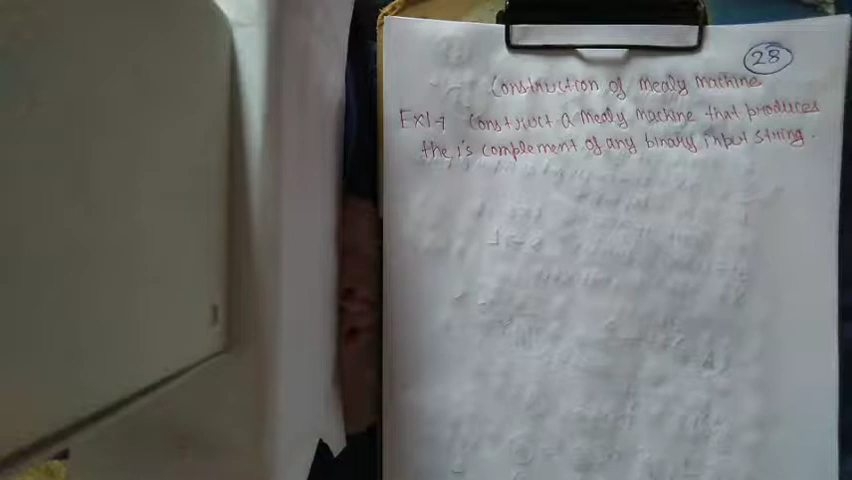 28
Construction of mealy machine
Ex1→ Construct a mealy machine that produces
the 1's complement of any binary input string.